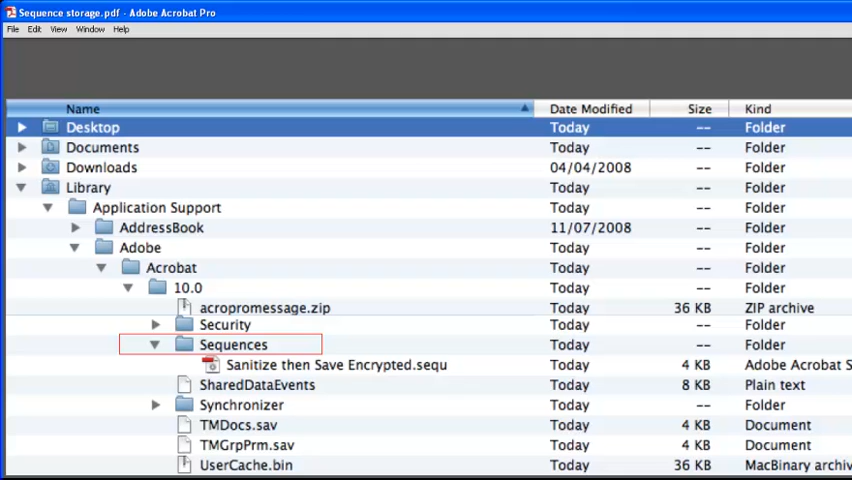 Sequence storage.pdf - Adobe Acrobat Pro
File Edit View Window Help
Name Date Modified Size Kind
Desktop Today -- Folder
Documents Today -- Folder
Downloads 04/04/2008 -- Folder
Library Today -- Folder
Application Support Today -- Folder
AddressBook 11/07/2008 -- Folder
Adobe Today -- Folder
Acrobat Today -- Folder
10.0 Today -- Folder
acropromessage.zip Today 36 KB ZIP archive
Security Today -- Folder
Sequences Today -- Folder
Sanitize then Save Encrypted.sequ Today 4 KB Adobe Acrobat S
SharedDataEvents Today 8 KB Plain text
Synchronizer Today -- Folder
TMDocs.sav Today 4 KB Document
TMGrpPrm.sav Today 4 KB Document
UserCache.bin Today 36 KB MacBinary archiv